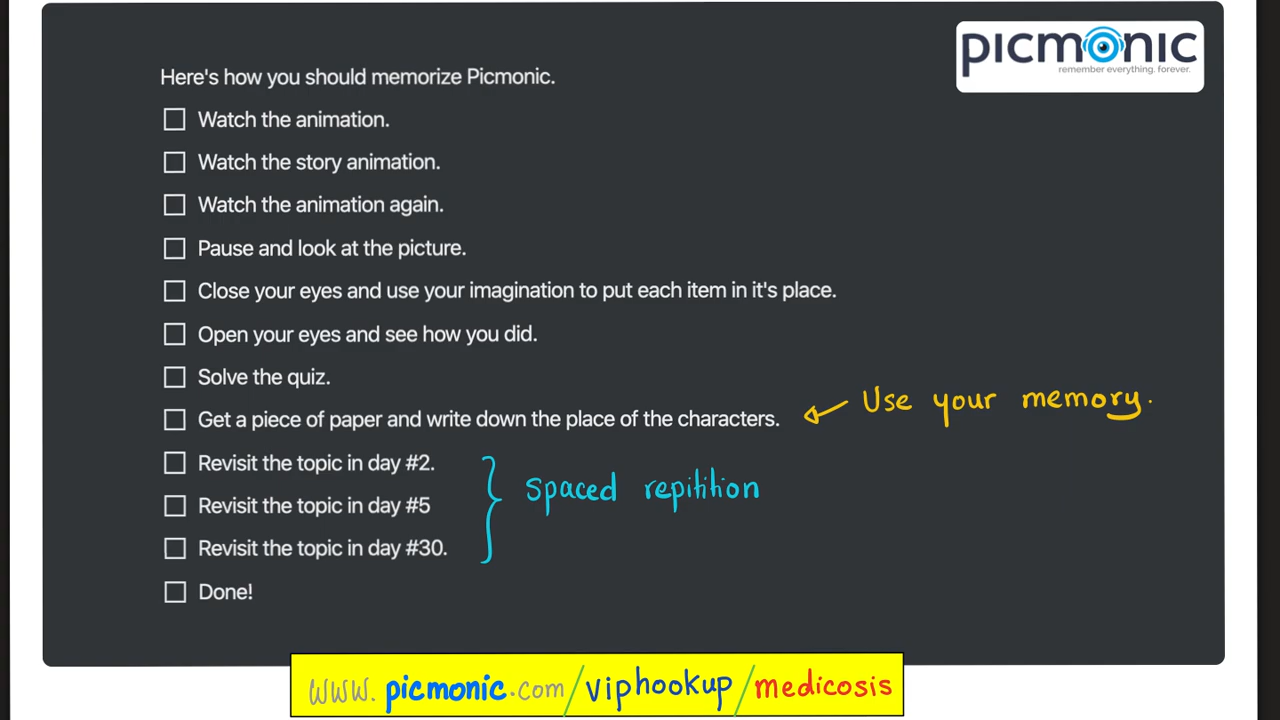 picmonic
remember everything. forever.
Here's how you should memorize Picmonic.
Watch the animation.
Watch the story animation.
Watch the animation again.
Pause and look at the picture.
Close your eyes and use your imagination to put each item in it's place.
Open your eyes and see how you did.
Solve the quiz.
Get a piece of paper and write down the place of the characters.
Use your memory.
Revisit the topic in day #2.
Revisit the topic in day #5
Revisit the topic in day #30.
spaced repitition
Done!
www.picmonic.com/viphookup/medicosis